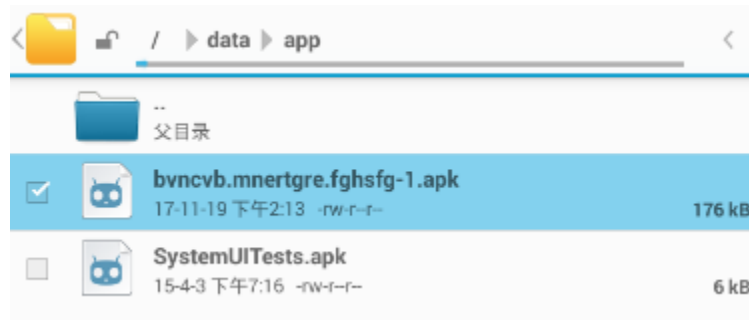 / data app
..
父目录
bvncvb.mnertgre.fghsfg-1.apk
17-11-19 下午2:13 -rw-r--r-- 176 kB
SystemUITests.apk
15-4-3 下午7:16 -rw-r--r-- 6 kB